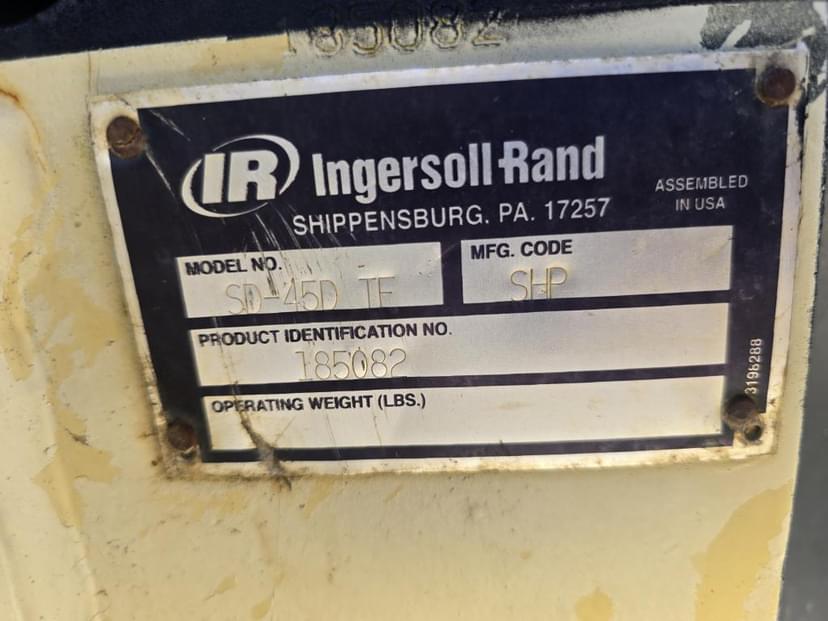 185082
IR Ingersoll-Rand
SHIPPENSBURG, PA. 17257
ASSEMBLED
IN USA
MODEL NO.
SD-45D TF
MFG. CODE
SHP
PRODUCT IDENTIFICATION NO.
185082
OPERATING WEIGHT (LBS.)
3196288